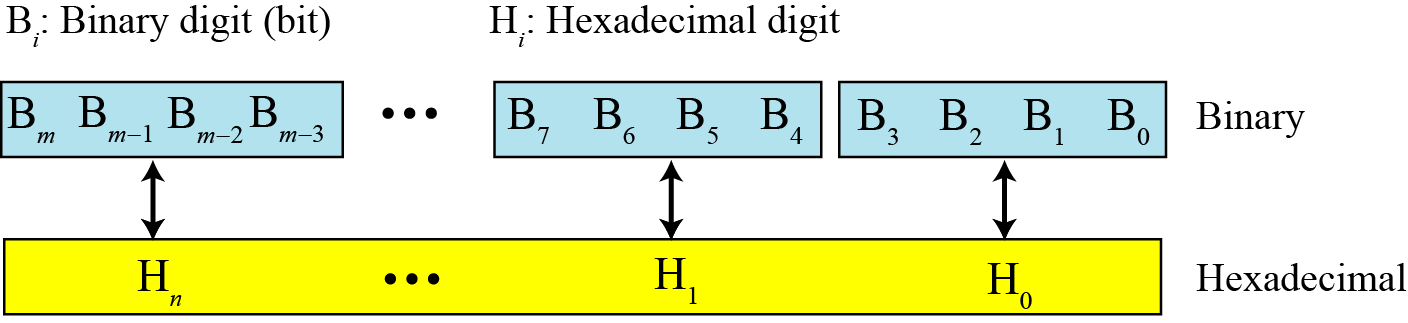 Bᵢ: Binary digit (bit) Hᵢ: Hexadecimal digit
Bₘ Bₘ₋₁ Bₘ₋₂ Bₘ₋₃ ••• B₇ B₆ B₅ B₄ B₃ B₂ B₁ B₀ Binary
Hₙ ••• H₁ H₀ Hexadecimal